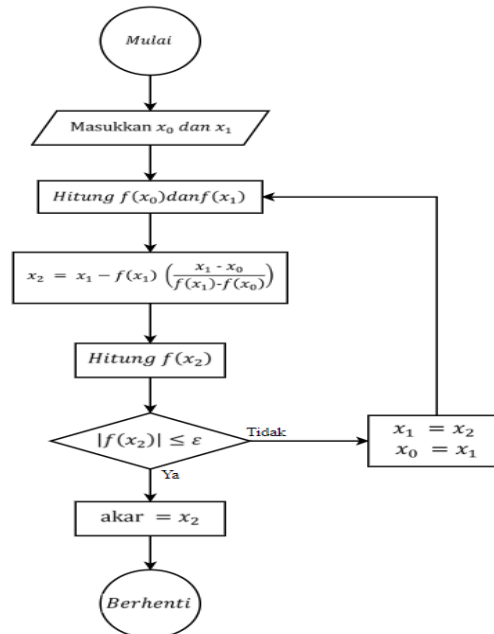 Mulai
Masukkan x₀ dan x₁
Hitung f(x₀)danf(x₁)
x₂ = x₁ − f(x₁) (x₁ - x₀ / f(x₁)-f(x₀))
Hitung f(x₂)
|f(x₂)| ≤ ε
Tidak
x₁ = x₂
x₀ = x₁
Ya
akar = x₂
Berhenti